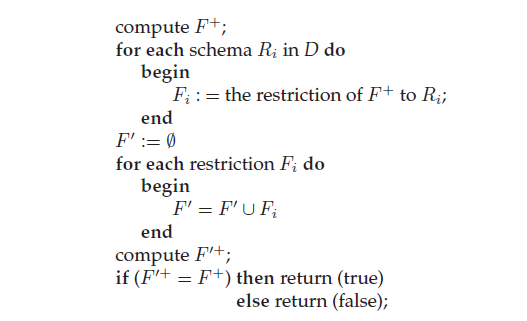 compute F⁺;
for each schema Rᵢ in D do
begin
Fᵢ : = the restriction of F⁺ to Rᵢ;
end
F′ := ∅
for each restriction Fᵢ do
begin
F′ = F′ ∪ Fᵢ
end
compute F′⁺;
if (F′⁺ = F⁺) then return (true)
else return (false);